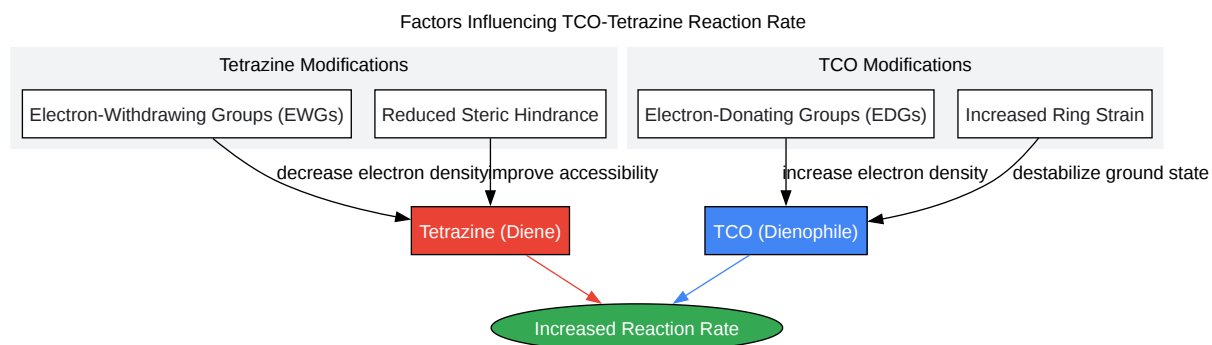 Factors Influencing TCO-Tetrazine Reaction Rate
Tetrazine Modifications
TCO Modifications
Electron-Withdrawing Groups (EWGs)
Reduced Steric Hindrance
Electron-Donating Groups (EDGs)
Increased Ring Strain
decrease electron density
improve accessibility
increase electron density
destabilize ground state
Tetrazine (Diene)
TCO (Dienophile)
Increased Reaction Rate